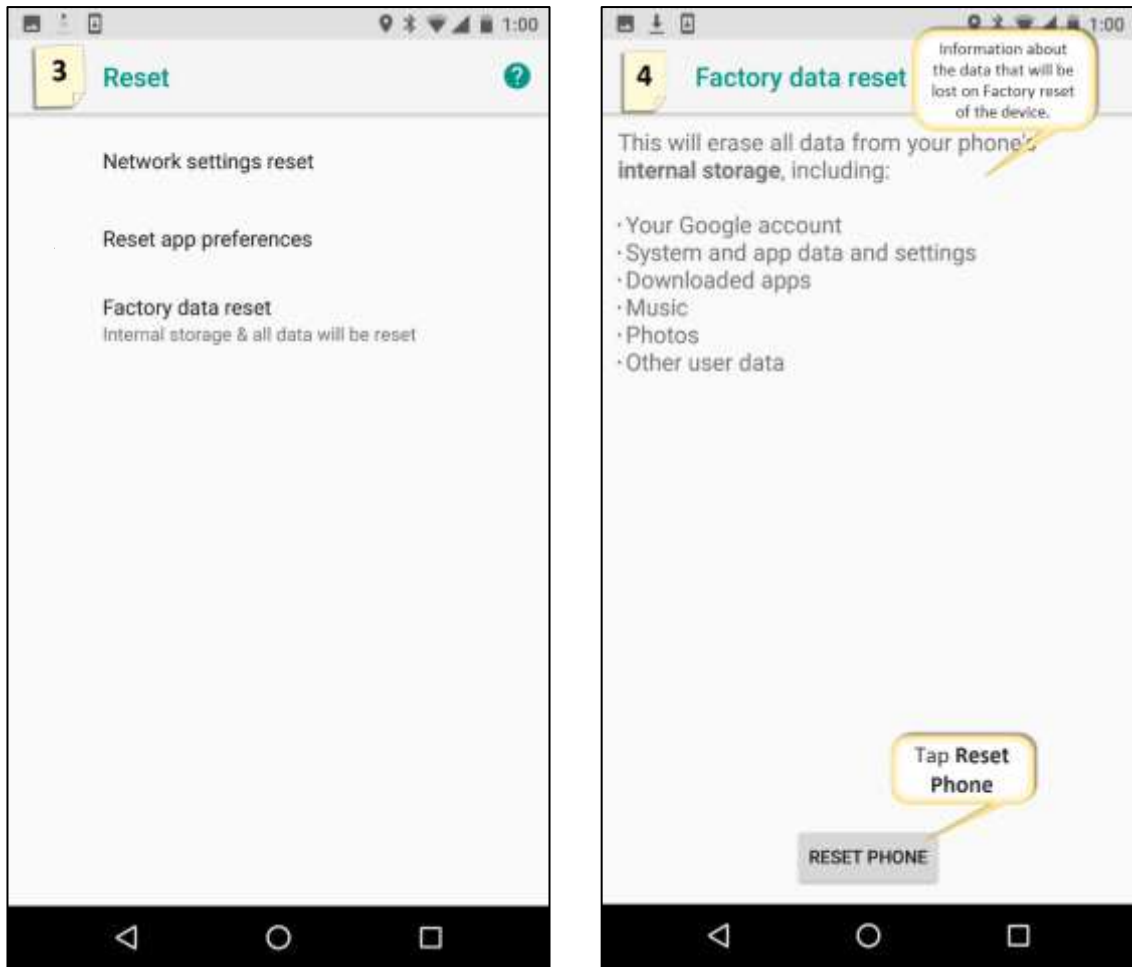 1:00
3
Reset
?
Network settings reset
Reset app preferences
Factory data reset
Internal storage & all data will be reset
1:00
4
Factory data reset
Information about
the data that will be
lost on Factory reset
of the device.
This will erase all data from your phone's
internal storage, including:
· Your Google account
· System and app data and settings
· Downloaded apps
· Music
· Photos
· Other user data
Tap Reset
Phone
RESET PHONE